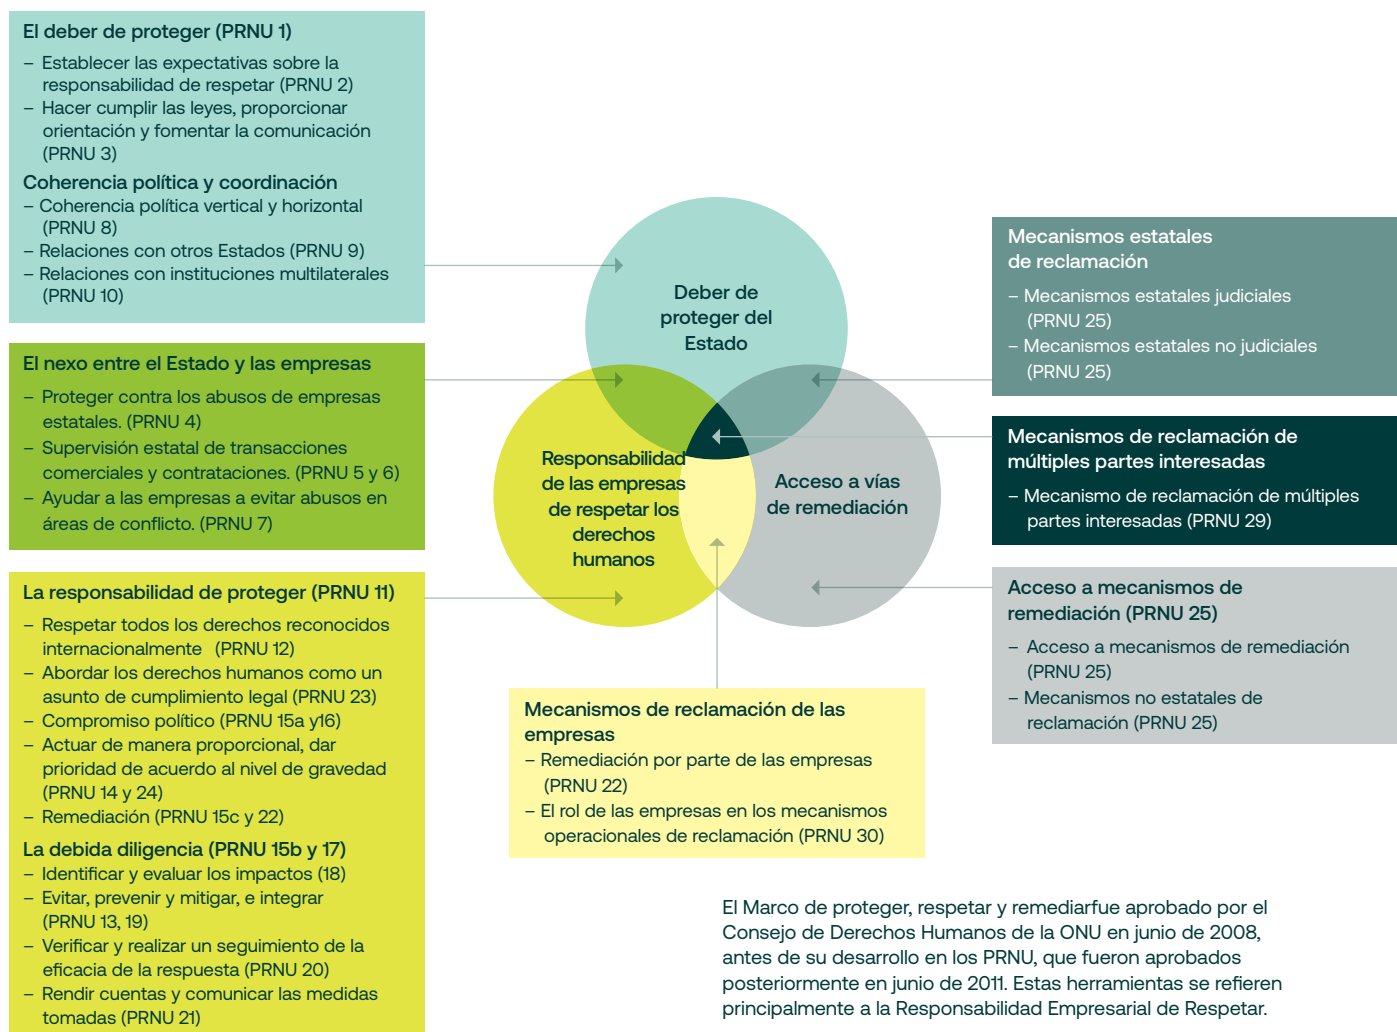 El deber de proteger (PRNU 1)
– Establecer las expectativas sobre la
responsabilidad de respetar (PRNU 2)
– Hacer cumplir las leyes, proporcionar
orientación y fomentar la comunicación
(PRNU 3)
Coherencia política y coordinación
– Coherencia política vertical y horizontal
(PRNU 8)
– Relaciones con otros Estados (PRNU 9)
– Relaciones con instituciones multilaterales
(PRNU 10)
El nexo entre el Estado y las empresas
– Proteger contra los abusos de empresas
estatales. (PRNU 4)
– Supervisión estatal de transacciones
comerciales y contrataciones. (PRNU 5 y 6)
– Ayudar a las empresas a evitar abusos en
áreas de conflicto. (PRNU 7)
La responsabilidad de proteger (PRNU 11)
– Respetar todos los derechos reconocidos
internacionalmente (PRNU 12)
– Abordar los derechos humanos como un
asunto de cumplimiento legal (PRNU 23)
– Compromiso político (PRNU 15a y16)
– Actuar de manera proporcional, dar
prioridad de acuerdo al nivel de gravedad
(PRNU 14 y 24)
– Remediación (PRNU 15c y 22)
La debida diligencia (PRNU 15b y 17)
– Identificar y evaluar los impactos (18)
– Evitar, prevenir y mitigar, e integrar
(PRNU 13, 19)
– Verificar y realizar un seguimiento de la
eficacia de la respuesta (PRNU 20)
– Rendir cuentas y comunicar las medidas
tomadas (PRNU 21)
Deber de
proteger del
Estado
Responsabilidad
de las empresas
de respetar los
derechos
humanos
Acceso a vías
de remediación
Mecanismos de reclamación de las
empresas
– Remediación por parte de las empresas
(PRNU 22)
– El rol de las empresas en los mecanismos
operacionales de reclamación (PRNU 30)
Mecanismos estatales
de reclamación
– Mecanismos estatales judiciales
(PRNU 25)
– Mecanismos estatales no judiciales
(PRNU 25)
Mecanismos de reclamación de
múltiples partes interesadas
– Mecanismo de reclamación de múltiples
partes interesadas (PRNU 29)
Acceso a mecanismos de
remediación (PRNU 25)
– Acceso a mecanismos de remediación
(PRNU 25)
– Mecanismos no estatales de
reclamación (PRNU 25)
El Marco de proteger, respetar y remediarfue aprobado por el
Consejo de Derechos Humanos de la ONU en junio de 2008,
antes de su desarrollo en los PRNU, que fueron aprobados
posteriormente en junio de 2011. Estas herramientas se refieren
principalmente a la Responsabilidad Empresarial de Respetar.